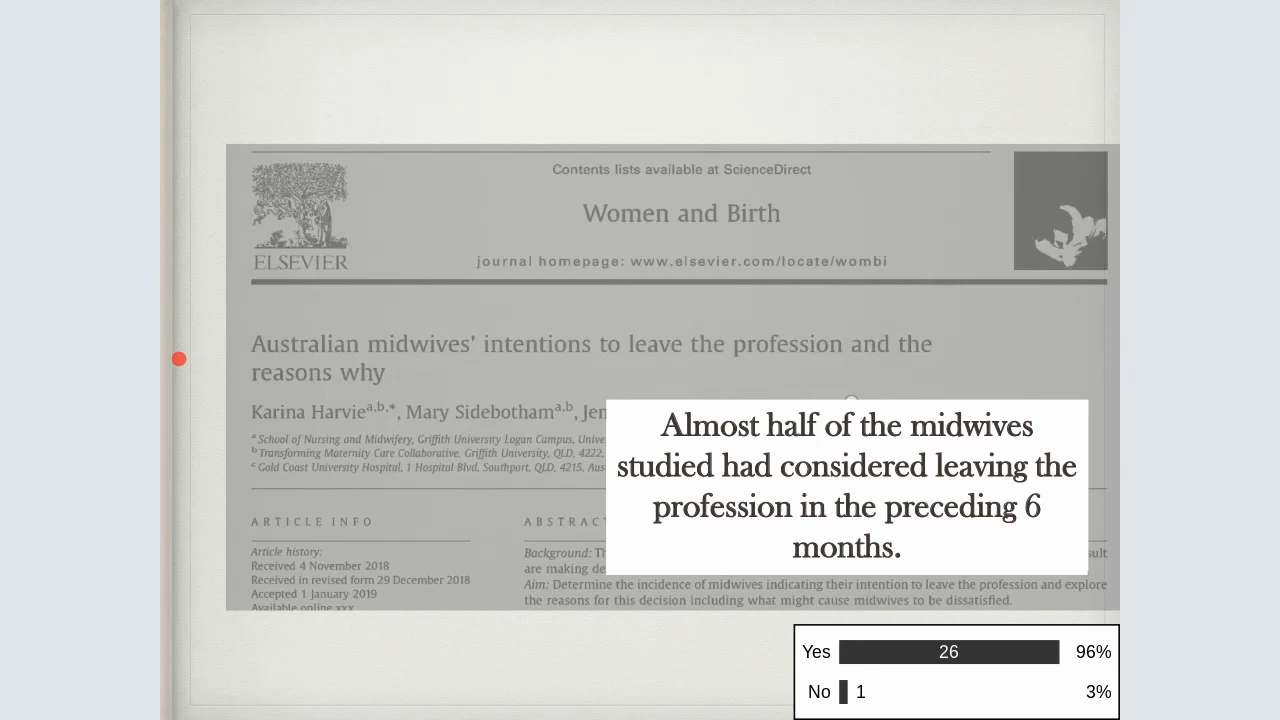 Contents lists available at ScienceDirect
Women and Birth
ELSEVIER
journal homepage: www.elsevier.com/locate/wombi
Australian midwives' intentions to leave the profession and the
reasons why
Karina Harvie a,b,*, Mary Sidebotham a,b, Jen
a School of Nursing and Midwifery, Griffith University Logan Campus, Unive
b Transforming Maternity Care Collaborative, Griffith University, QLD, 4222,
c Gold Coast University Hospital, 1 Hospital Blvd, Southport, QLD, 4215. Aus
Almost half of the midwives
studied had considered leaving the
profession in the preceding 6
months.
ARTICLE INFO
Article history:
Received 4 November 2018
Received in revised form 29 December 2018
Accepted 1 January 2019
Available online xxx
ABSTRACT
Background: Th sult
are making de
Aim: Determine the incidence of midwives indicating their intention to leave the profession and explore
the reasons for this decision including what might cause midwives to be dissatisfied.
Yes 26 96%
No 1 3%